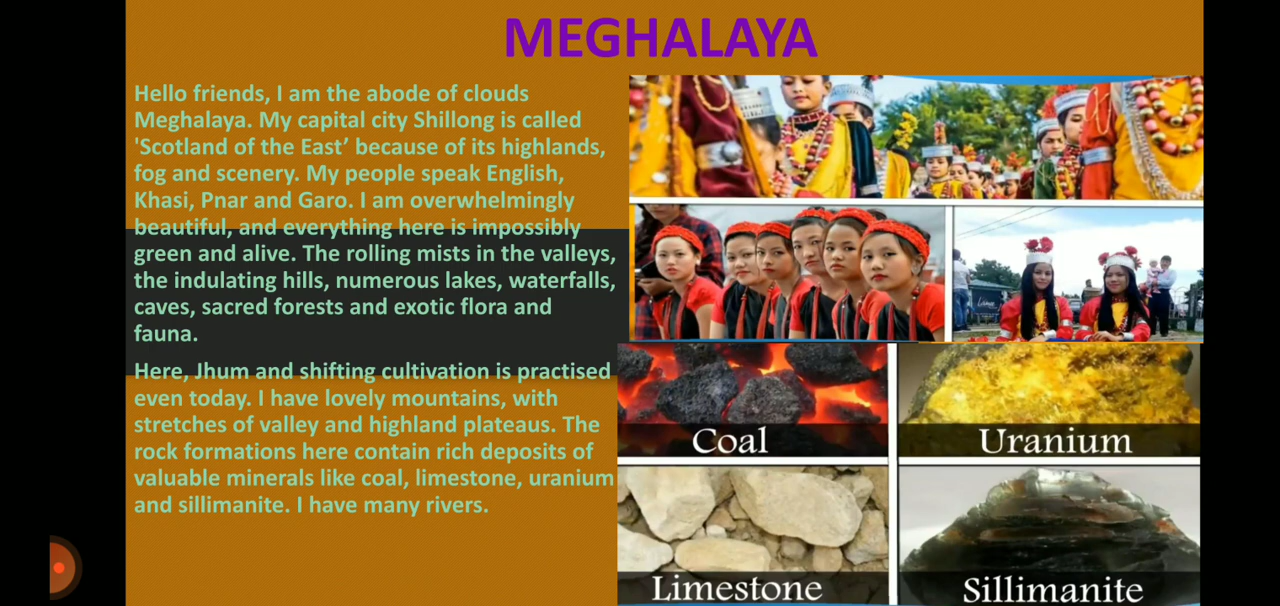 MEGHALAYA
Hello friends, I am the abode of clouds
Meghalaya. My capital city Shillong is called
'Scotland of the East’ because of its highlands,
fog and scenery. My people speak English,
Khasi, Pnar and Garo. I am overwhelmingly
beautiful, and everything here is impossibly
green and alive. The rolling mists in the valleys,
the indulating hills, numerous lakes, waterfalls,
caves, sacred forests and exotic flora and
fauna.
Here, Jhum and shifting cultivation is practised
even today. I have lovely mountains, with
stretches of valley and highland plateaus. The
rock formations here contain rich deposits of
valuable minerals like coal, limestone, uranium
and sillimanite. I have many rivers.
Coal
Uranium
Limestone
Sillimanite